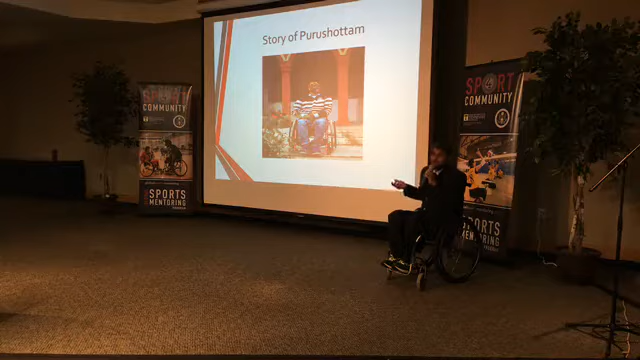 Story of Purushottam
SPORT
COMMUNITY
SPORTS
MENTORING
SPORT
COMMUNITY
SPORTS
MENTORING